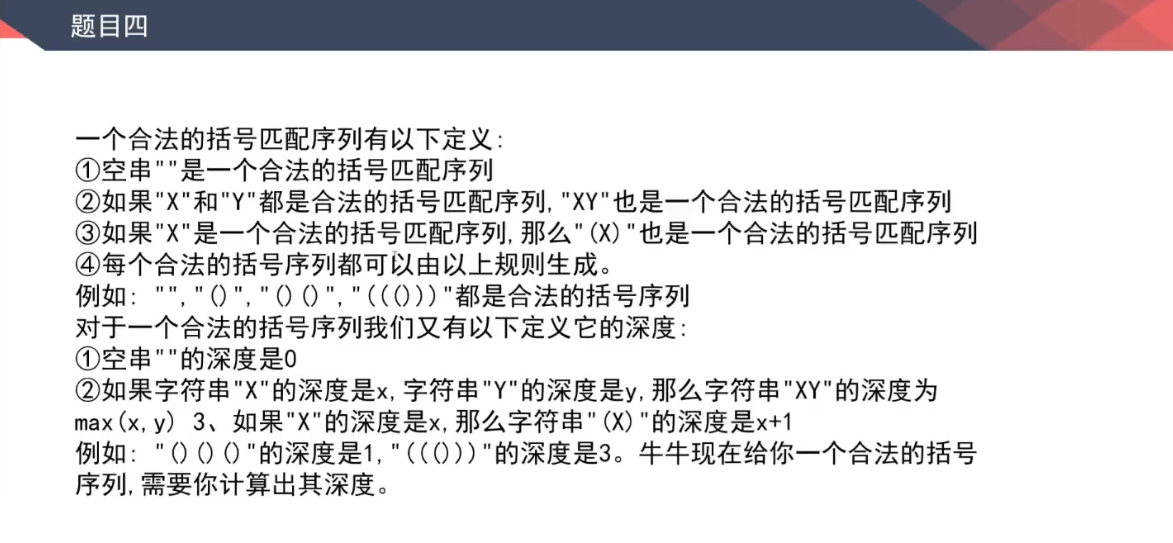 题目四
一个合法的括号匹配序列有以下定义:
①空串""是一个合法的括号匹配序列
②如果"X"和"Y"都是合法的括号匹配序列,"XY"也是一个合法的括号匹配序列
③如果"X"是一个合法的括号匹配序列,那么"(X)"也是一个合法的括号匹配序列
④每个合法的括号序列都可以由以上规则生成。
例如: "","()","()()","((()))"都是合法的括号序列
对于一个合法的括号序列我们又有以下定义它的深度:
①空串""的深度是0
②如果字符串"X"的深度是x,字符串"Y"的深度是y,那么字符串"XY"的深度为
max(x,y) 3、如果"X"的深度是x,那么字符串"(X)"的深度是x+1
例如: "()()()"的深度是1,"((()))"的深度是3。牛牛现在给你一个合法的括号
序列,需要你计算出其深度。